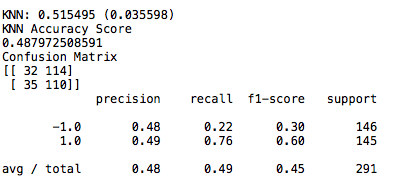 KNN: 0.515495 (0.035598)
KNN Accuracy Score
0.487972508591
Confusion Matrix
[[ 32 114]
 [ 35 110]]
             precision    recall  f1-score   support

       -1.0       0.48      0.22      0.30       146
        1.0       0.49      0.76      0.60       145

avg / total       0.48      0.49      0.45       291